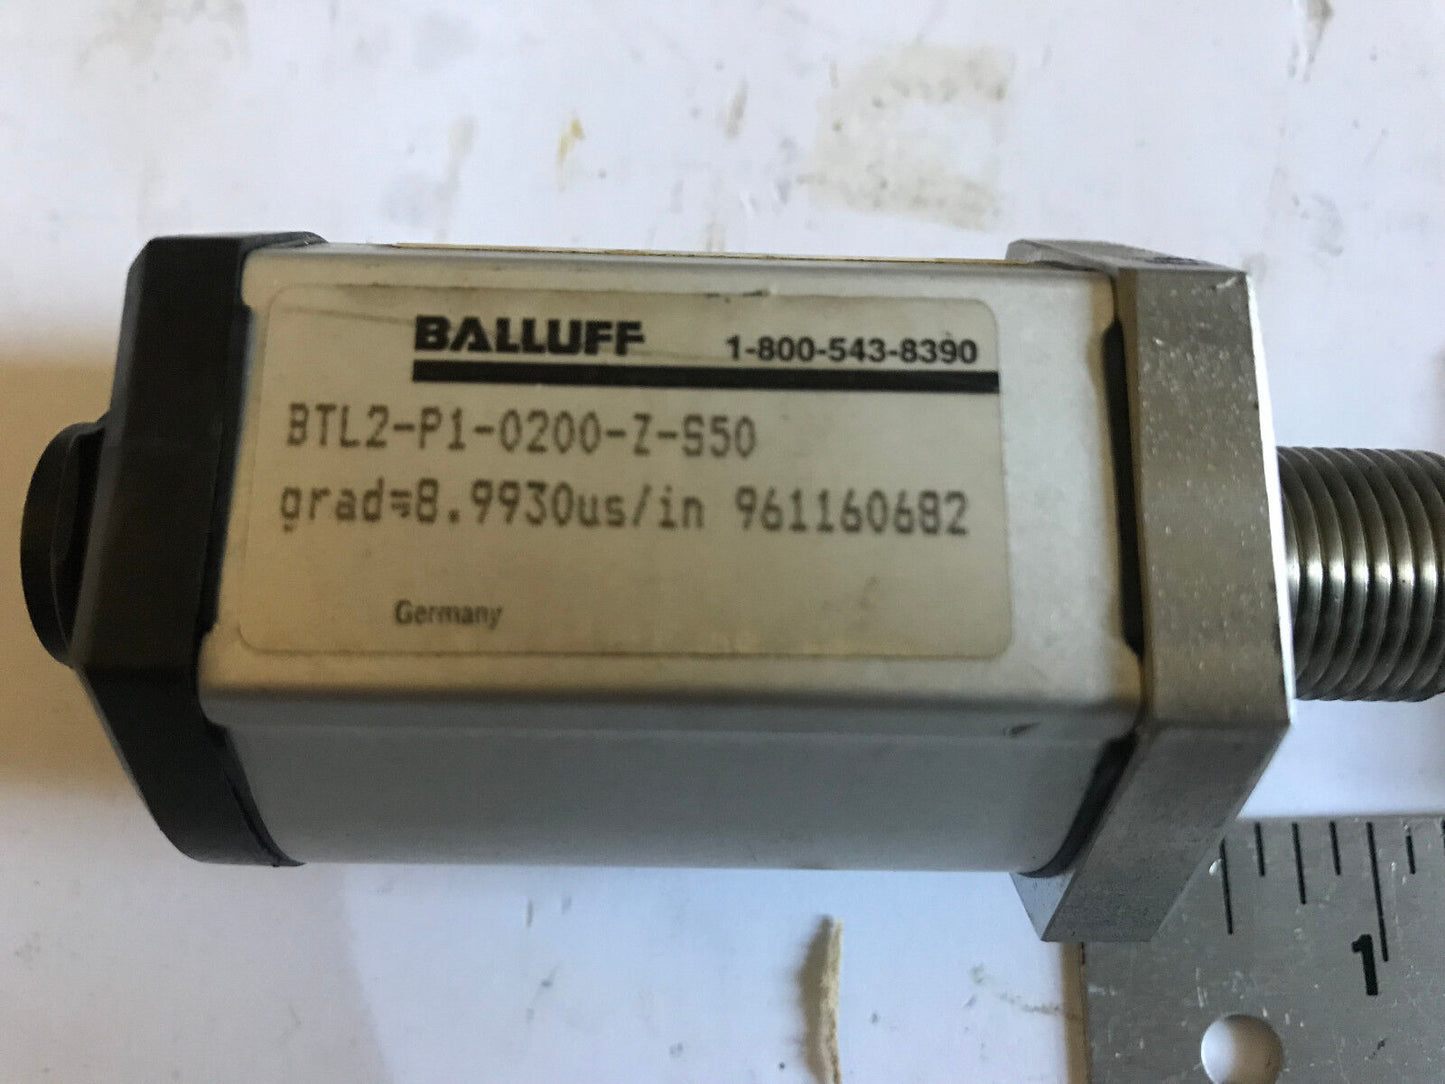 BALLUFF 1-800-543-8390
BTL2-P1-0200-Z-S50
grad=8.9930us/in 961160682
Germany
1